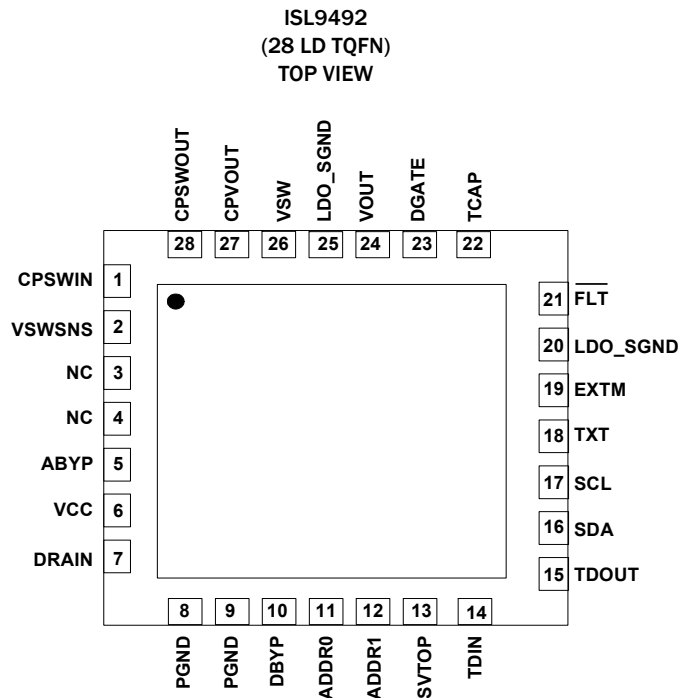 ISL9492
(28 LD TQFN)
TOP VIEW
CPSWOUT
CPVOUT
VSW
LDO_SGND
VOUT
DGATE
TCAP
28 27 26 25 24 23 22
CPSWIN 1
VSWSNS 2
NC 3
NC 4
ABYP 5
VCC 6
DRAIN 7
21 FLT
20 LDO_SGND
19 EXTM
18 TXT
17 SCL
16 SDA
15 TDOUT
8 9 10 11 12 13 14
PGND
PGND
DBYP
ADDR0
ADDR1
SVTOP
TDIN